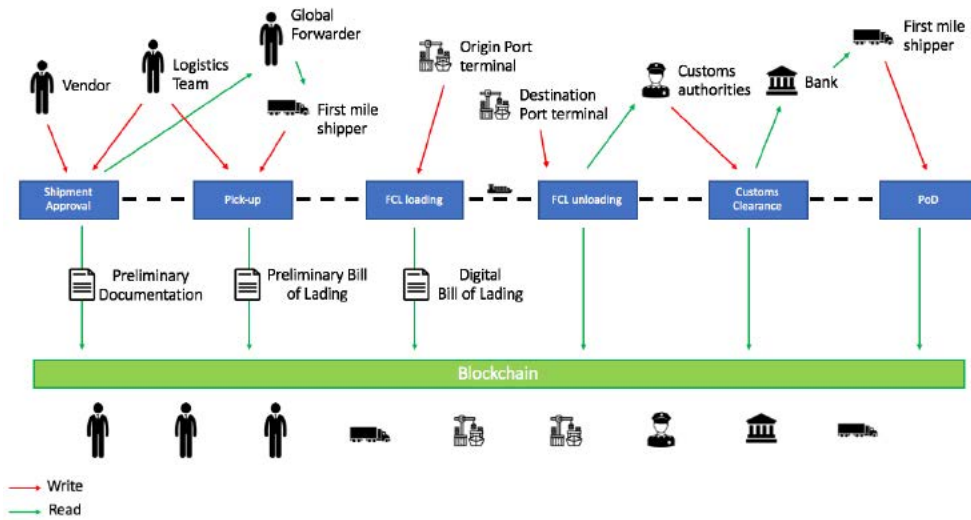 Global
Forwarder
Vendor
Logistics
Team
First mile
shipper
Origin Port
terminal
Destination
Port terminal
Customs
authorities
Bank
First mile
shipper
Shipment
Approval
Pick-up
FCL loading
FCL unloading
Customs
Clearance
PoD
Preliminary
Documentation
Preliminary Bill
of Lading
Digital
Bill of Lading
Blockchain
Write
Read